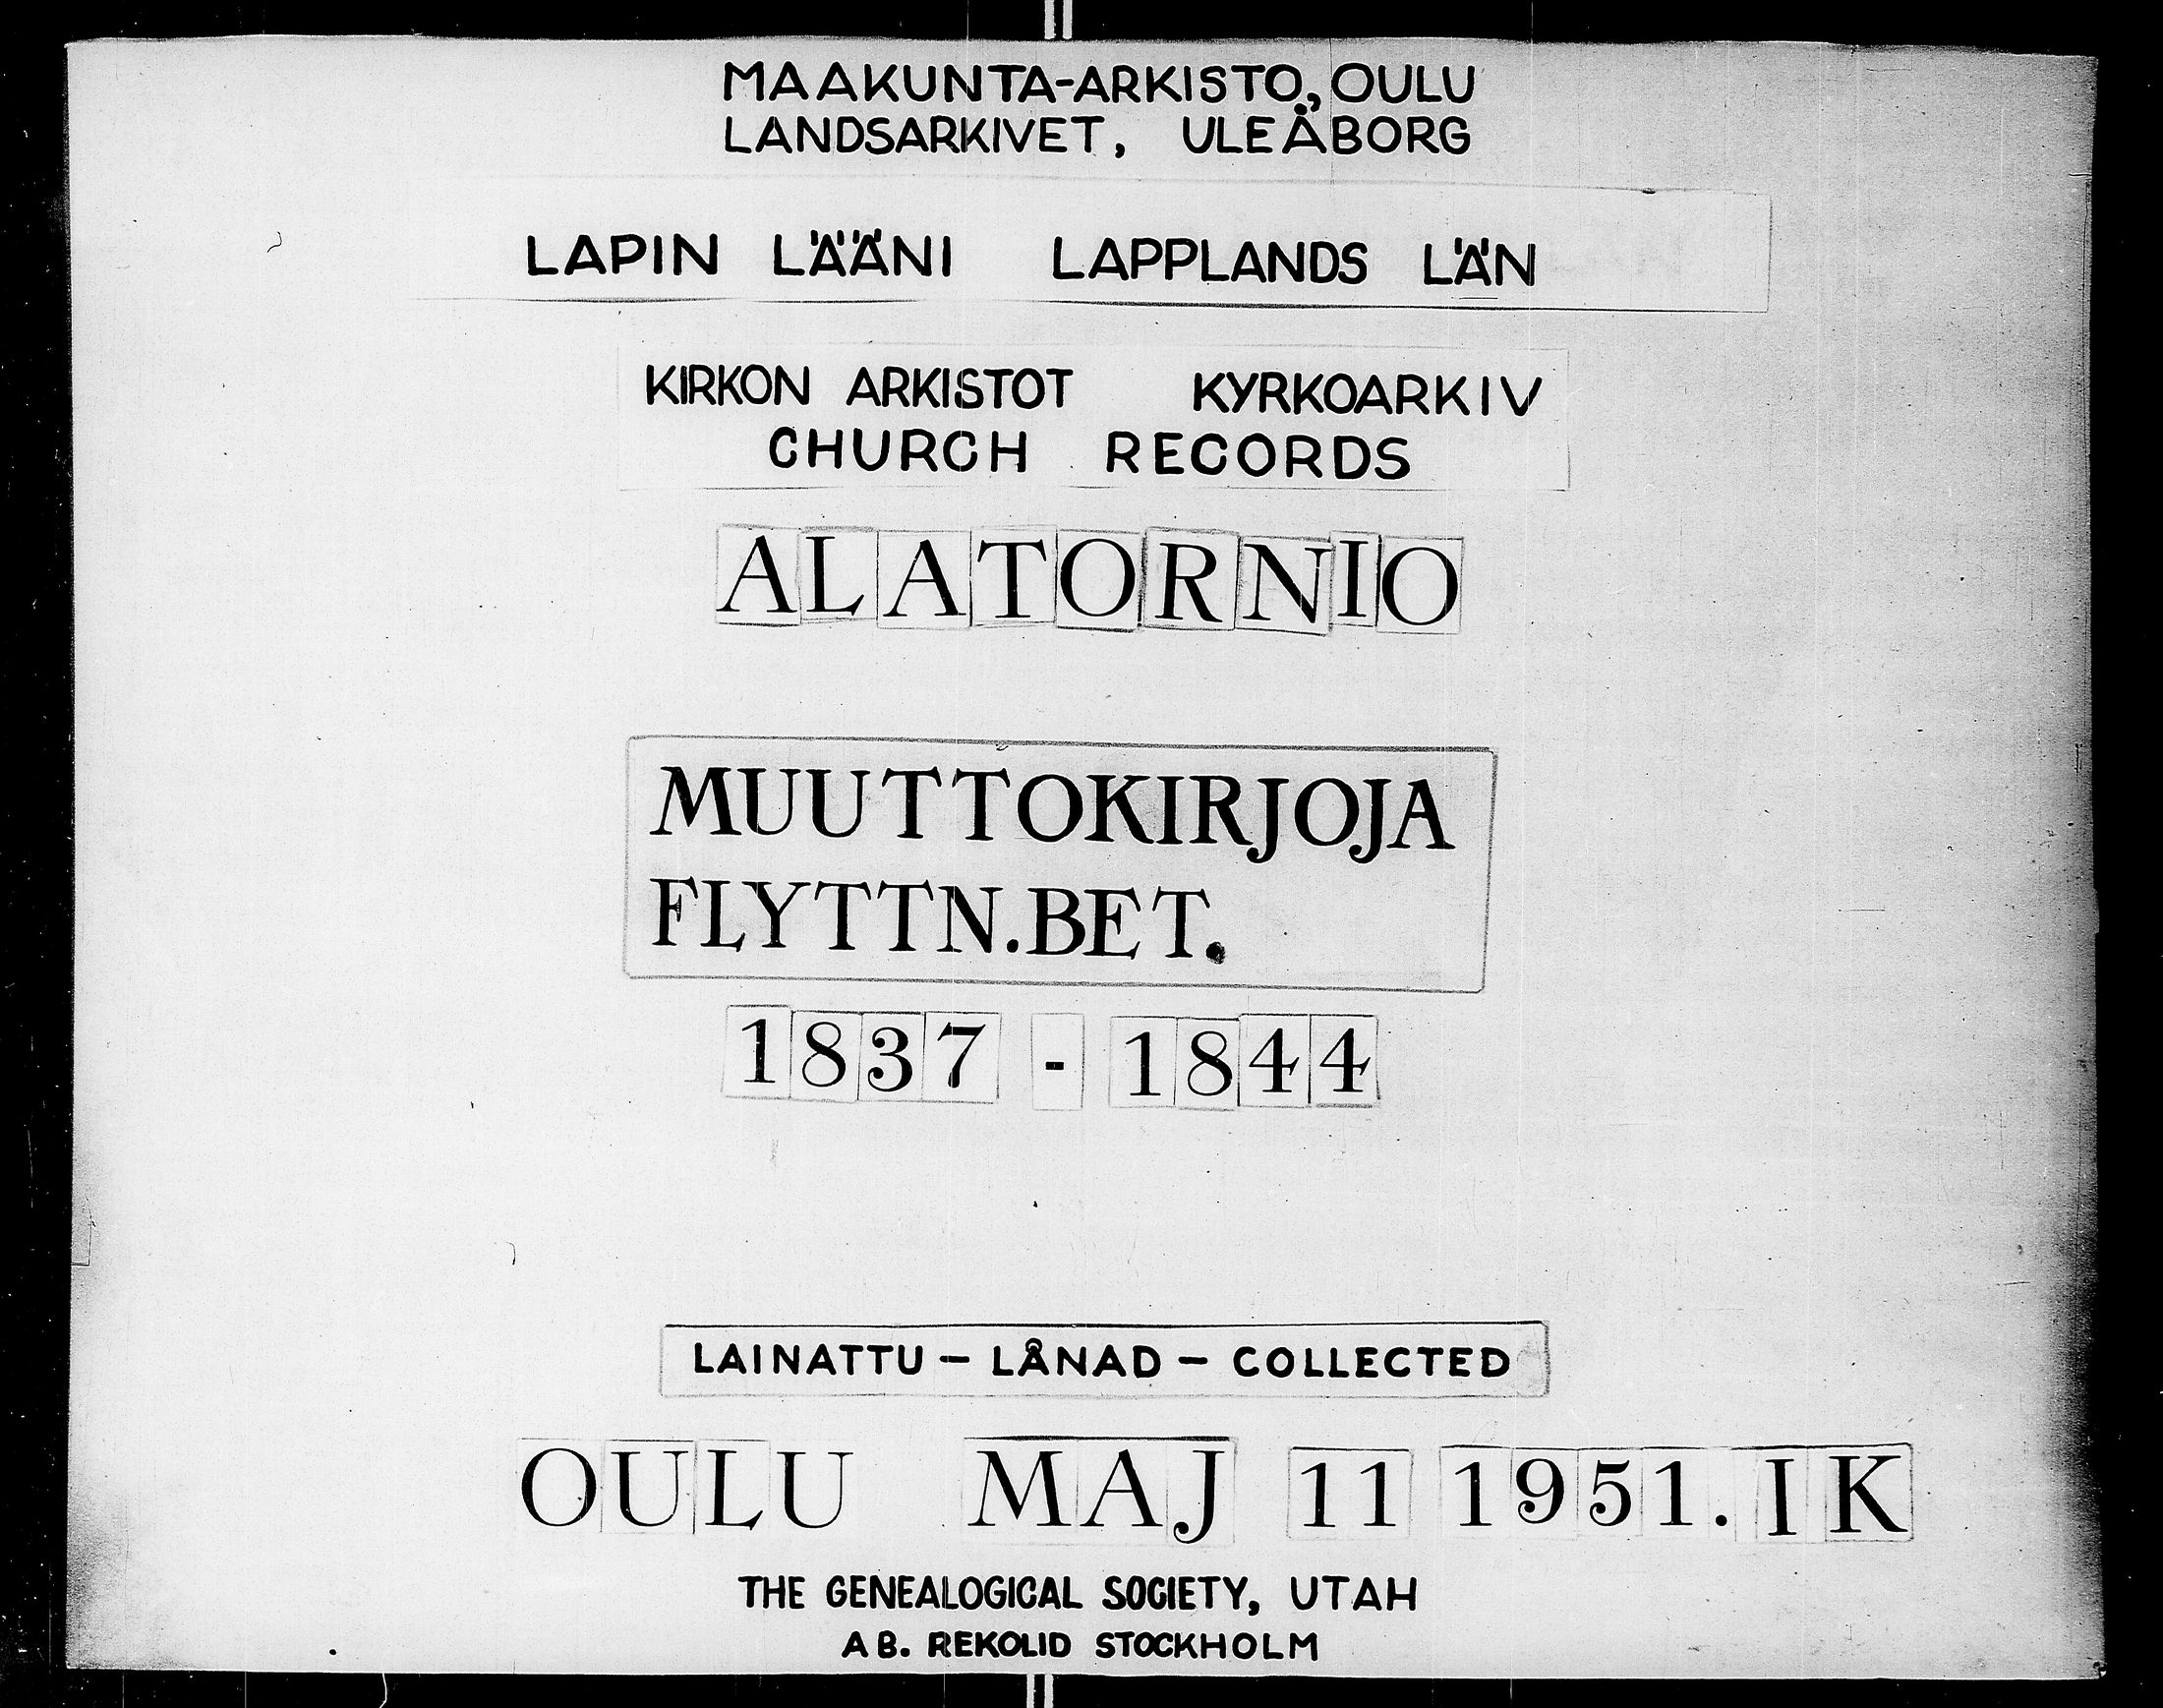 MAAKUNTA-ARKISTO, OULU
LANDSARKIVET, ULEÅBORG
LAPIN LÄÄNI LAPPLANDS LÄN
KIRKON ARKISTOT KYRKOARKIV
CHURCH RECORDS
ALATORNIO
MUUTTOKIRJOJA
FLYTTN.BET.
1837 - 1844
LAINATTU - LÅNAD - COLLECTED
OULU MAJ 11 1951. IK
THE GENEALOGICAL SOCIETY, UTAH
AB. REKOLID STOCKHOLM